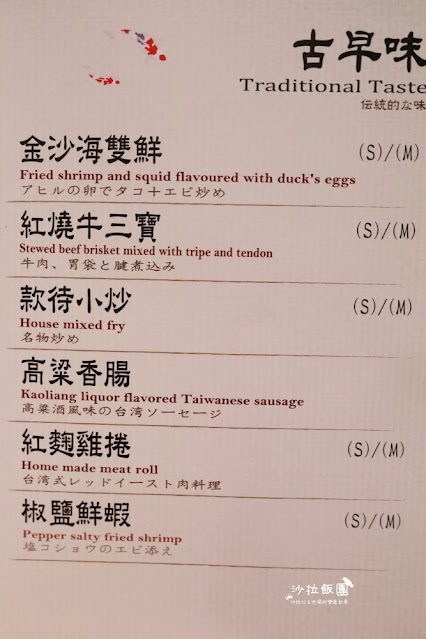 古早味
Traditional Taste
伝統的な味
金沙海雙鮮 (S)/(M)
Fried shrimp and squid flavoured with duck's eggs
アヒルの卵でタコ＋エビ炒め
紅燒牛三寶 (S)/(M)
Stewed beef brisket mixed with tripe and tendon
牛肉、胃袋と腱煮込み
款待小炒 (S)/(M)
House mixed fry
名物炒め
高粱香腸
Kaoliang liquor flavored Taiwanese sausage
高粱酒風味の台湾ソーセージ
紅麴雞捲 (S)/(M)
Home made meat roll
台湾式レッドイースト肉料理
椒鹽鮮蝦 (S)/(M)
Pepper salty fried shrimp
塩コショウのエビ添え
沙拉飯團